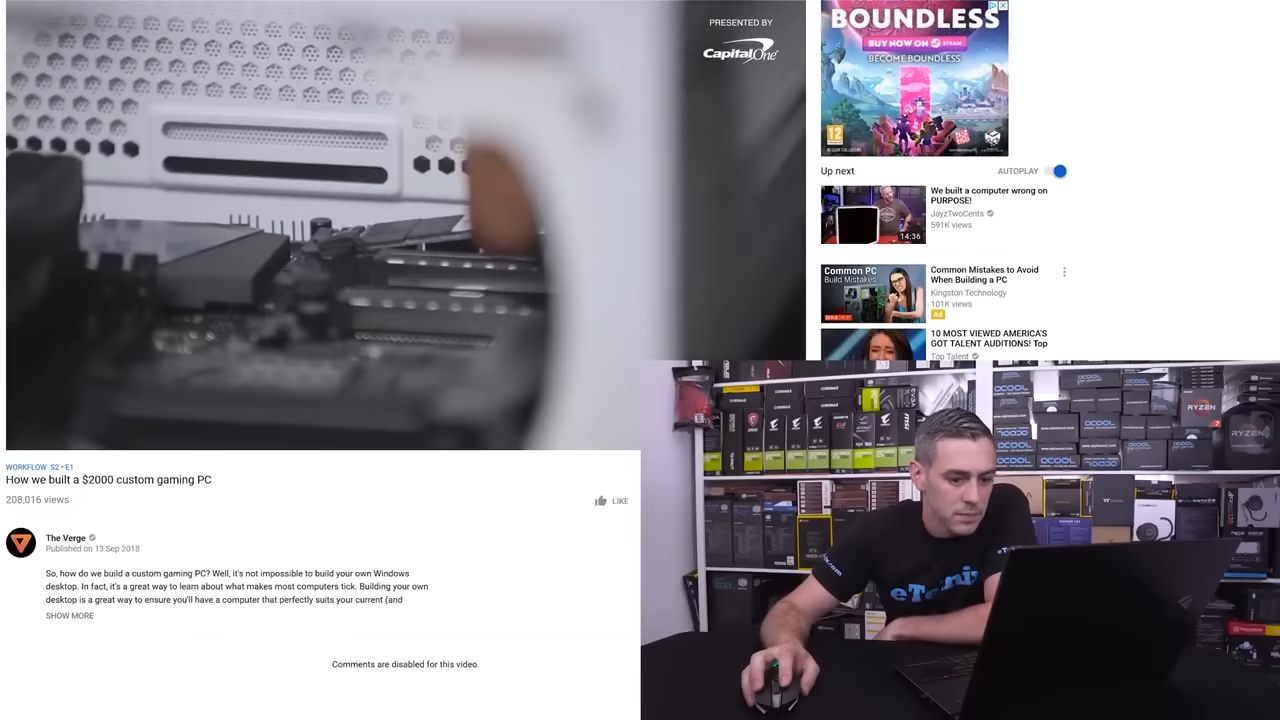 PRESENTED BY
Capital One
BOUNDLESS
BUY NOW ON STEAM
BECOME BOUNDLESS
12
Up next
AUTOPLAY
We built a computer wrong on
PURPOSE!
JayzTwoCents
591K views
14:36
Common PC
Build Mistakes
Common Mistakes to Avoid
When Building a PC
Kingston Technology
101K views
Ad
10 MOST VIEWED AMERICA'S
GOT TALENT AUDITIONS! Top
Top Talent
WORKFLOW S2 • E1
How we built a $2000 custom gaming PC
208,016 views
LIKE
The Verge
Published on 13 Sep 2018
So, how do we build a custom gaming PC? Well, it's not impossible to build your own Windows
desktop. In fact, it's a great way to learn about what makes most computers tick. Building your own
desktop is a great way to ensure you'll have a computer that perfectly suits your current (and
SHOW MORE
Comments are disabled for this video.
RYZEN
RYZEN
eTeknix